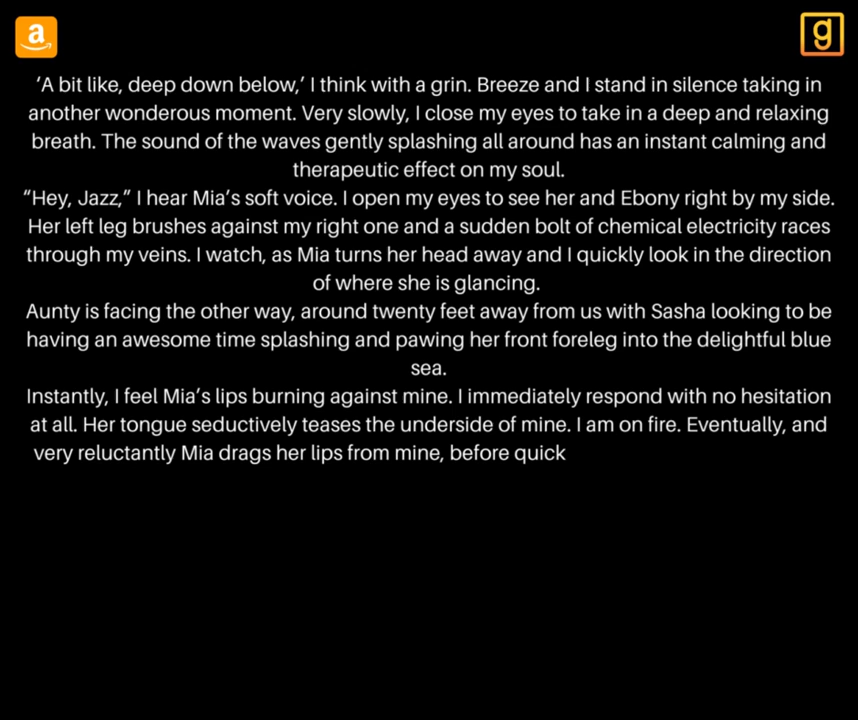 a
g
‘A bit like, deep down below,’ I think with a grin. Breeze and I stand in silence taking in
another wonderous moment. Very slowly, I close my eyes to take in a deep and relaxing
breath. The sound of the waves gently splashing all around has an instant calming and
therapeutic effect on my soul.
“Hey, Jazz,” I hear Mia’s soft voice. I open my eyes to see her and Ebony right by my side.
Her left leg brushes against my right one and a sudden bolt of chemical electricity races
through my veins. I watch, as Mia turns her head away and I quickly look in the direction
of where she is glancing.
Aunty is facing the other way, around twenty feet away from us with Sasha looking to be
having an awesome time splashing and pawing her front foreleg into the delightful blue
sea.
Instantly, I feel Mia’s lips burning against mine. I immediately respond with no hesitation
at all. Her tongue seductively teases the underside of mine. I am on fire. Eventually, and
very reluctantly Mia drags her lips from mine, before quick